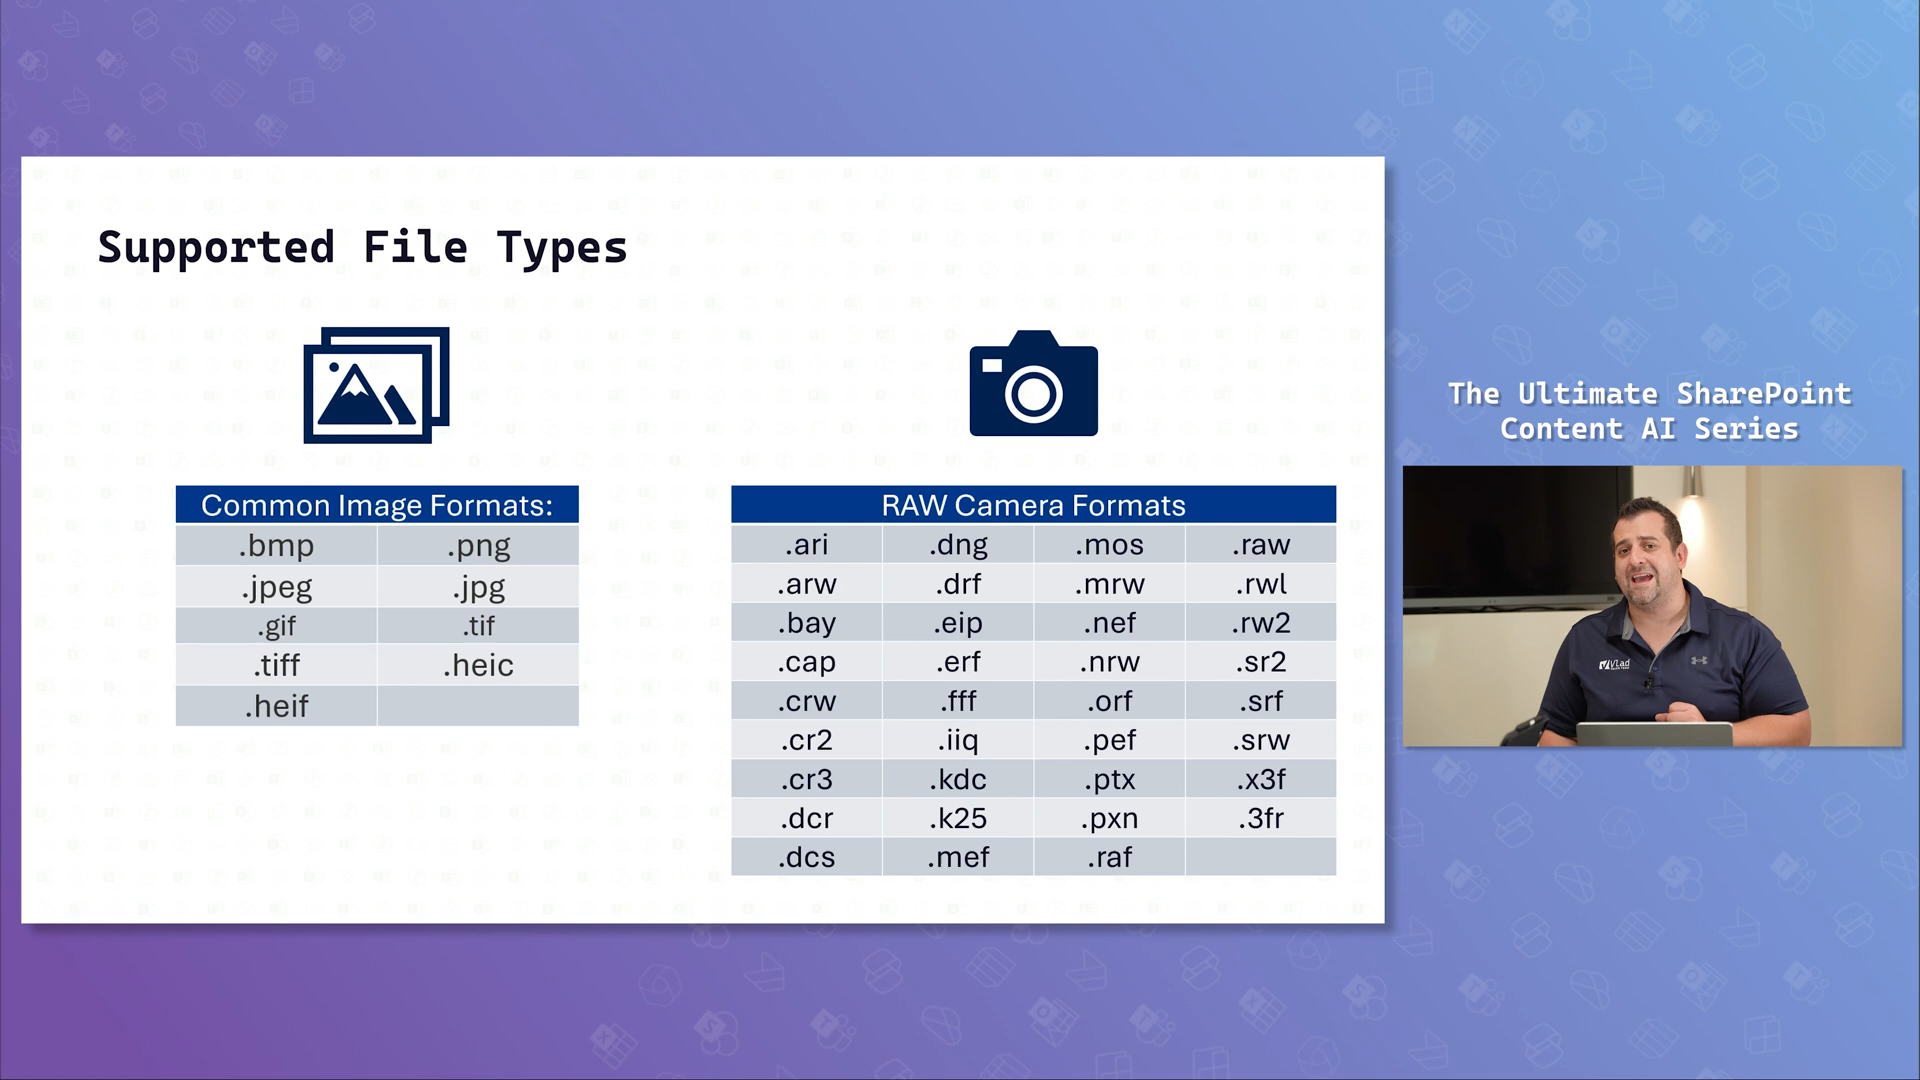 Supported File Types
Common Image Formats:
.bmp .png
.jpeg .jpg
.gif .tif
.tiff .heic
.heif
RAW Camera Formats
.ari .dng .mos .raw
.arw .drf .mrw .rwl
.bay .eip .nef .rw2
.cap .erf .nrw .sr2
.crw .fff .orf .srf
.cr2 .iiq .pef .srw
.cr3 .kdc .ptx .x3f
.dcr .k25 .pxn .3fr
.dcs .mef .raf
The Ultimate SharePoint
Content AI Series
Vlad